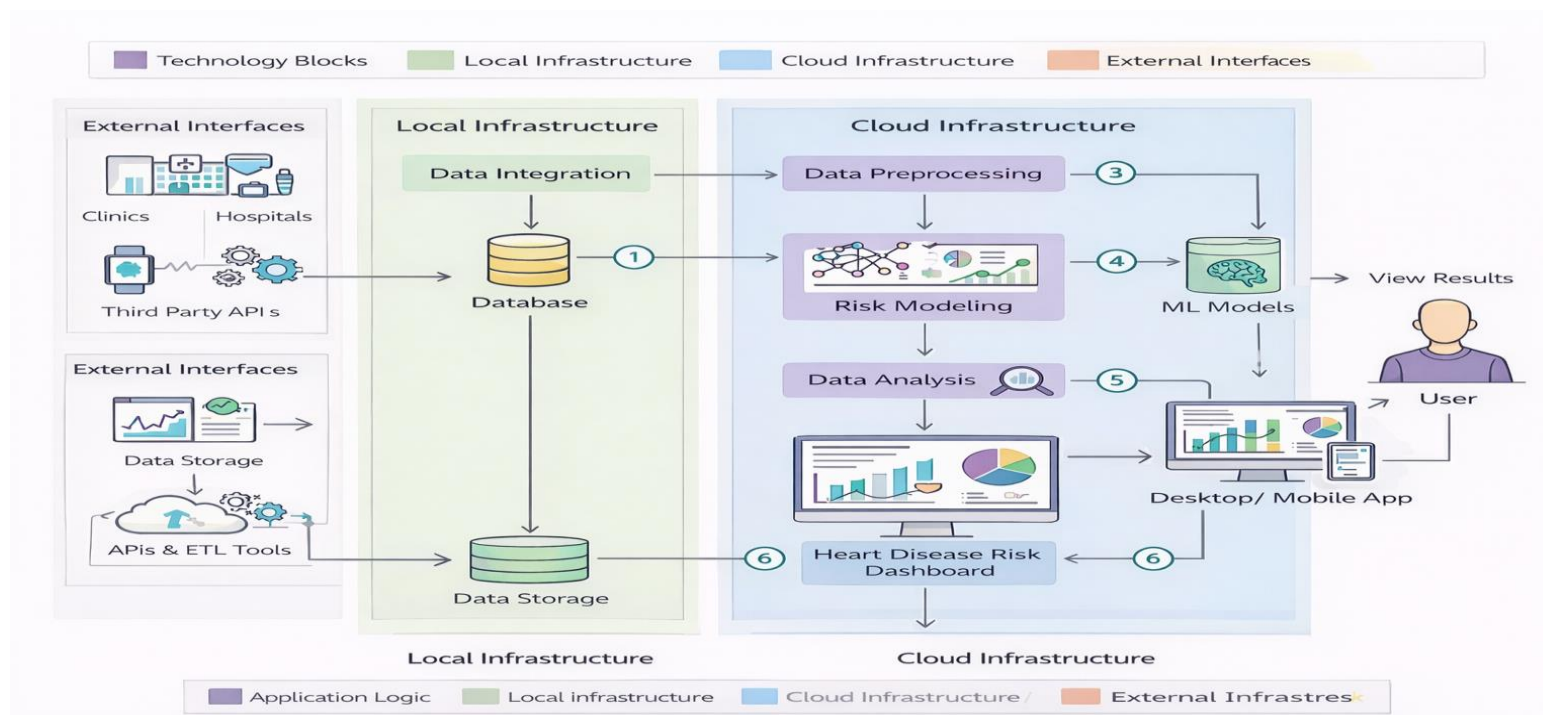 Technology Blocks Local Infrastructure Cloud Infrastructure External Interfaces
External Interfaces
Clinics Hospitals
Third Party API s
External Interfaces
Data Storage
APis & ETL Tools
Local Infrastructure
Data Integration
1
Database
Data Storage
Cloud Infrastructure
Data Preprocessing
3
Risk Modeling
4
ML Models
Data Analysis
5
View Results
User
Desktop/ Mobile App
6
Heart Disease Risk
Dashboard
6
Local Infrastructure
Cloud Infrastructure
Application Logic Local infrastructure Cloud Infrastructure / External Infrastresk